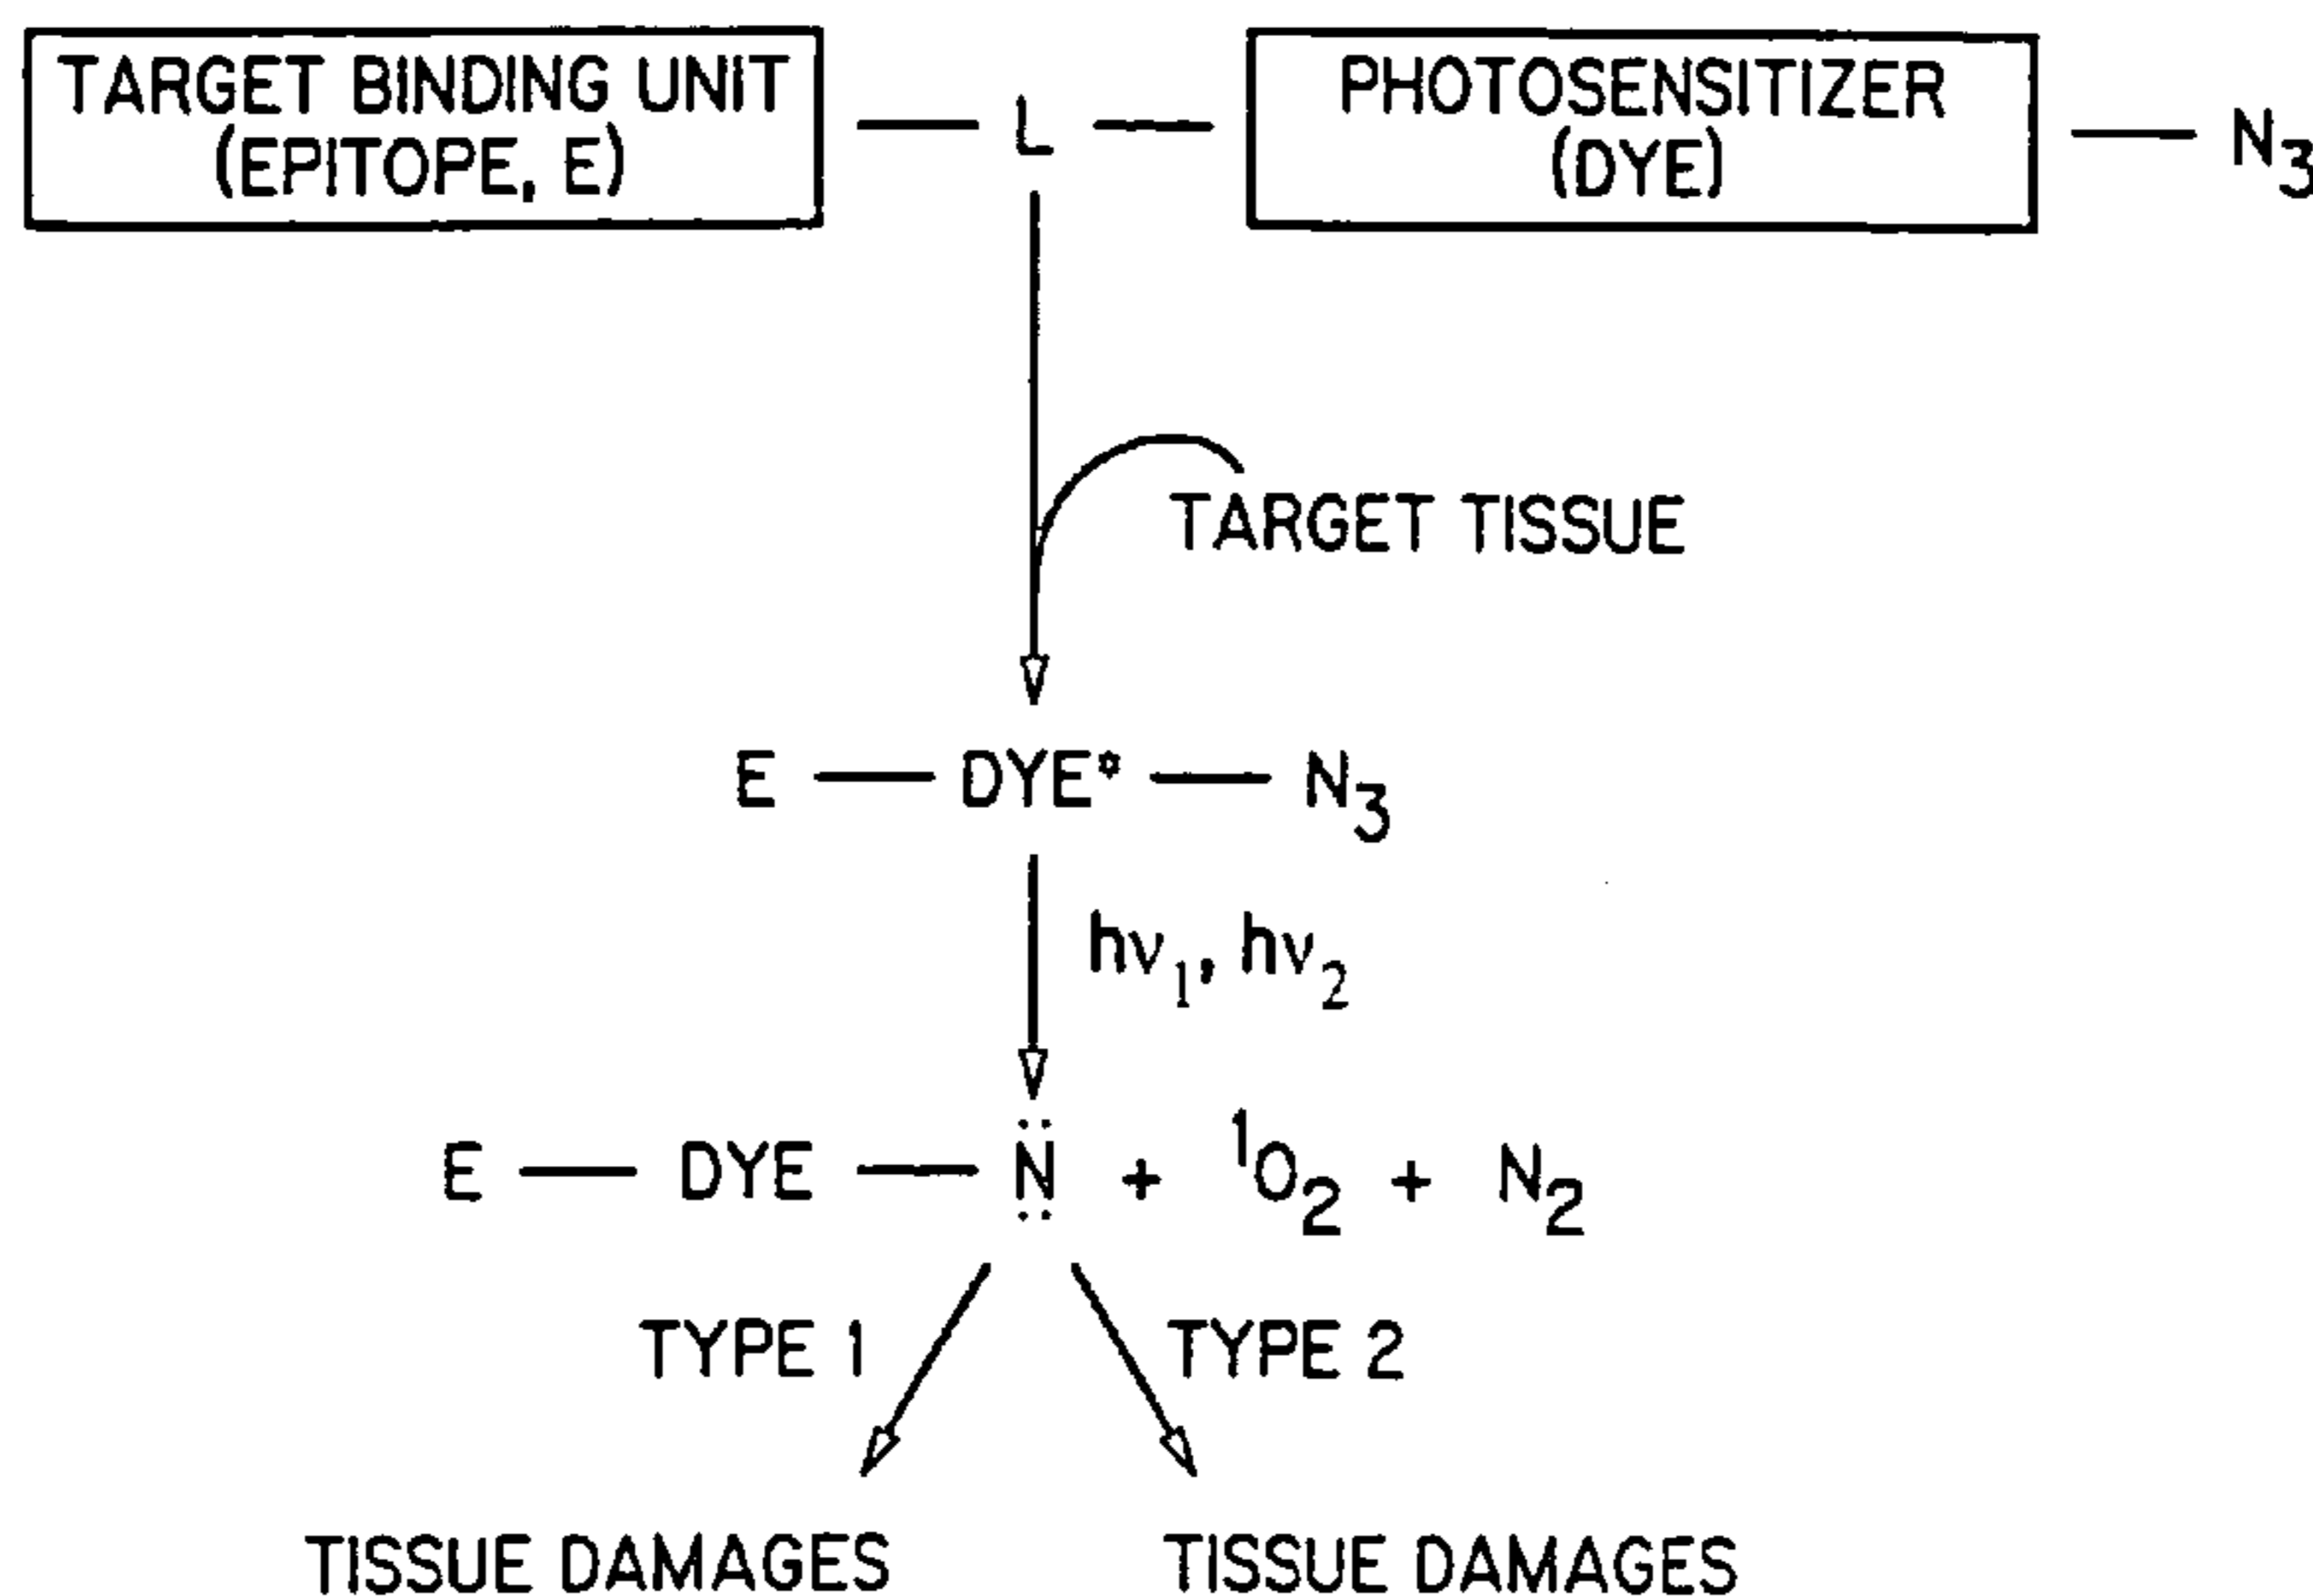 TARGET BINDING UNIT
(EPITOPE, E)
— L —
PHOTOSENSITIZER
(DYE)
— N₃
TARGET TISSUE
E — DYE* — N₃
hν₁, hν₂
E — DYE — N̈ + ¹O₂ + N₂
TYPE 1
TYPE 2
TISSUE DAMAGES
TISSUE DAMAGES